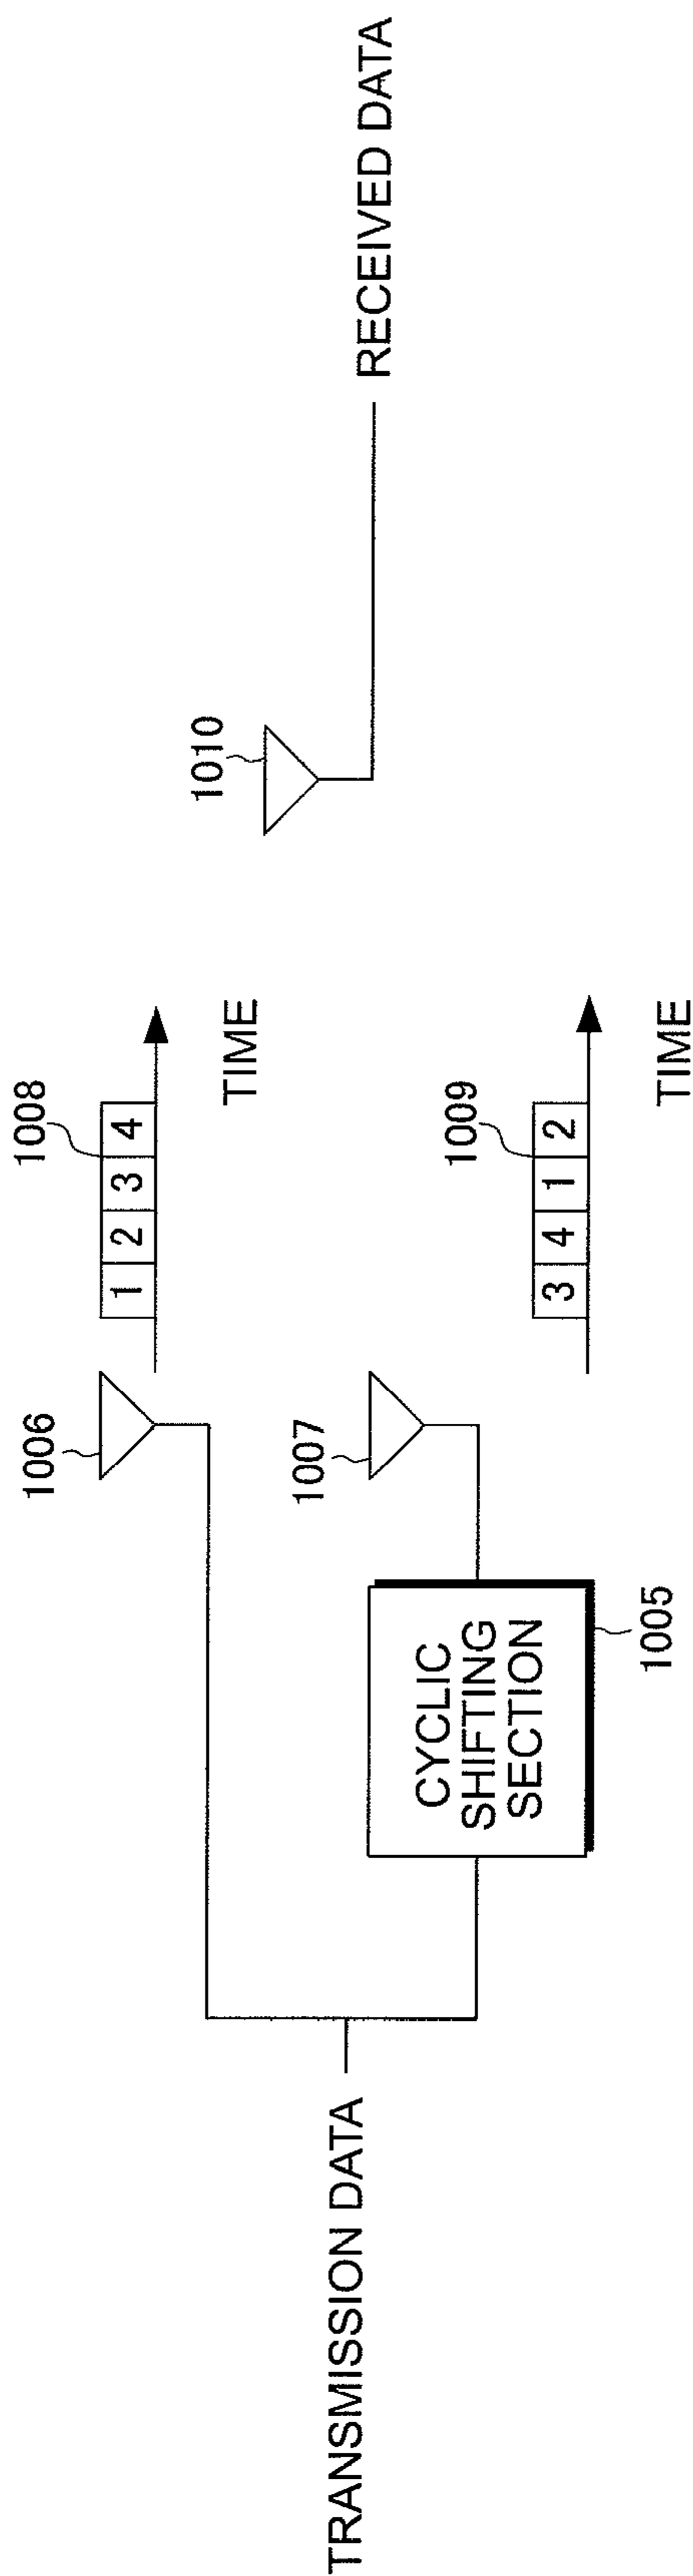 TRANSMISSION DATA
1006
1 2 3 4
1008
TIME
CYCLIC
SHIFTING
SECTION
1005
1007
3 4 1 2
1009
TIME
1010
RECEIVED DATA